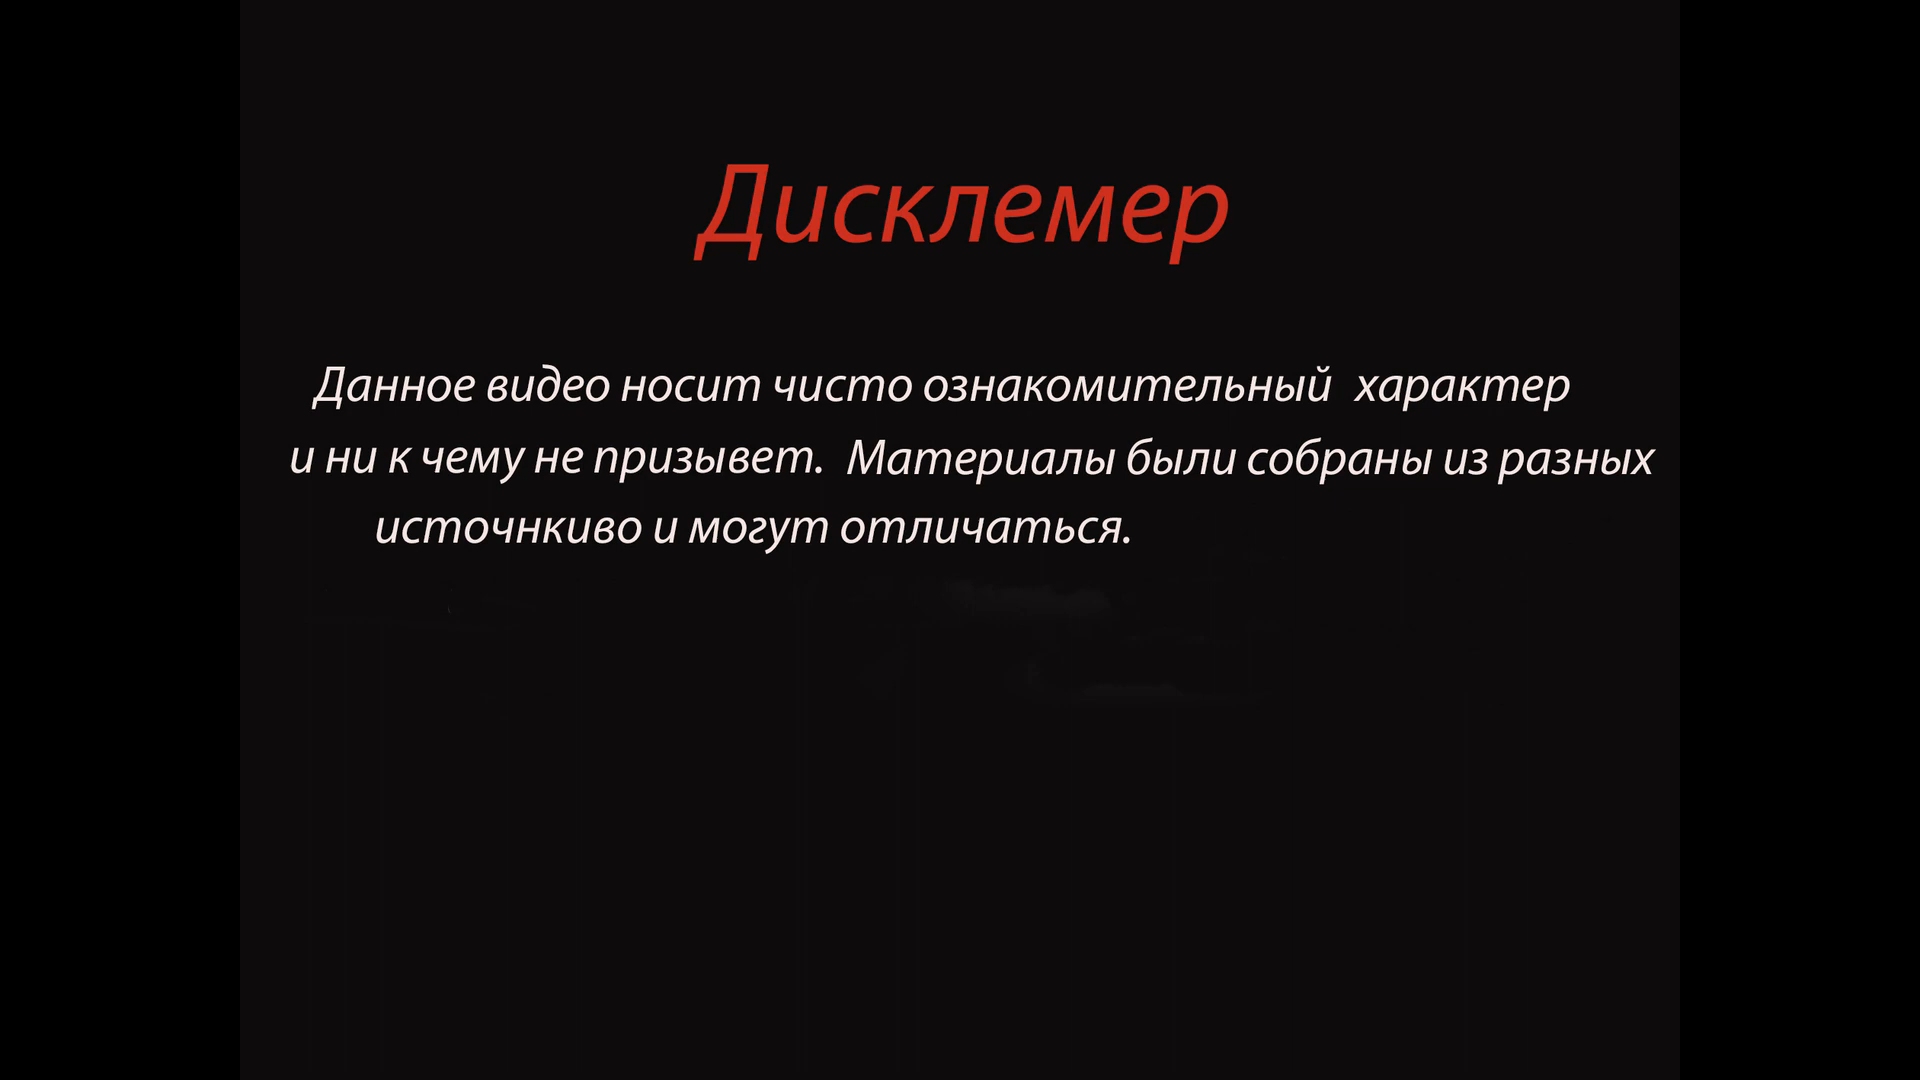 Дисклемер
Данное видео носит чисто ознакомительный характер
и ни к чему не призывет. Материалы были собраны из разных
источнкиво и могут отличаться.